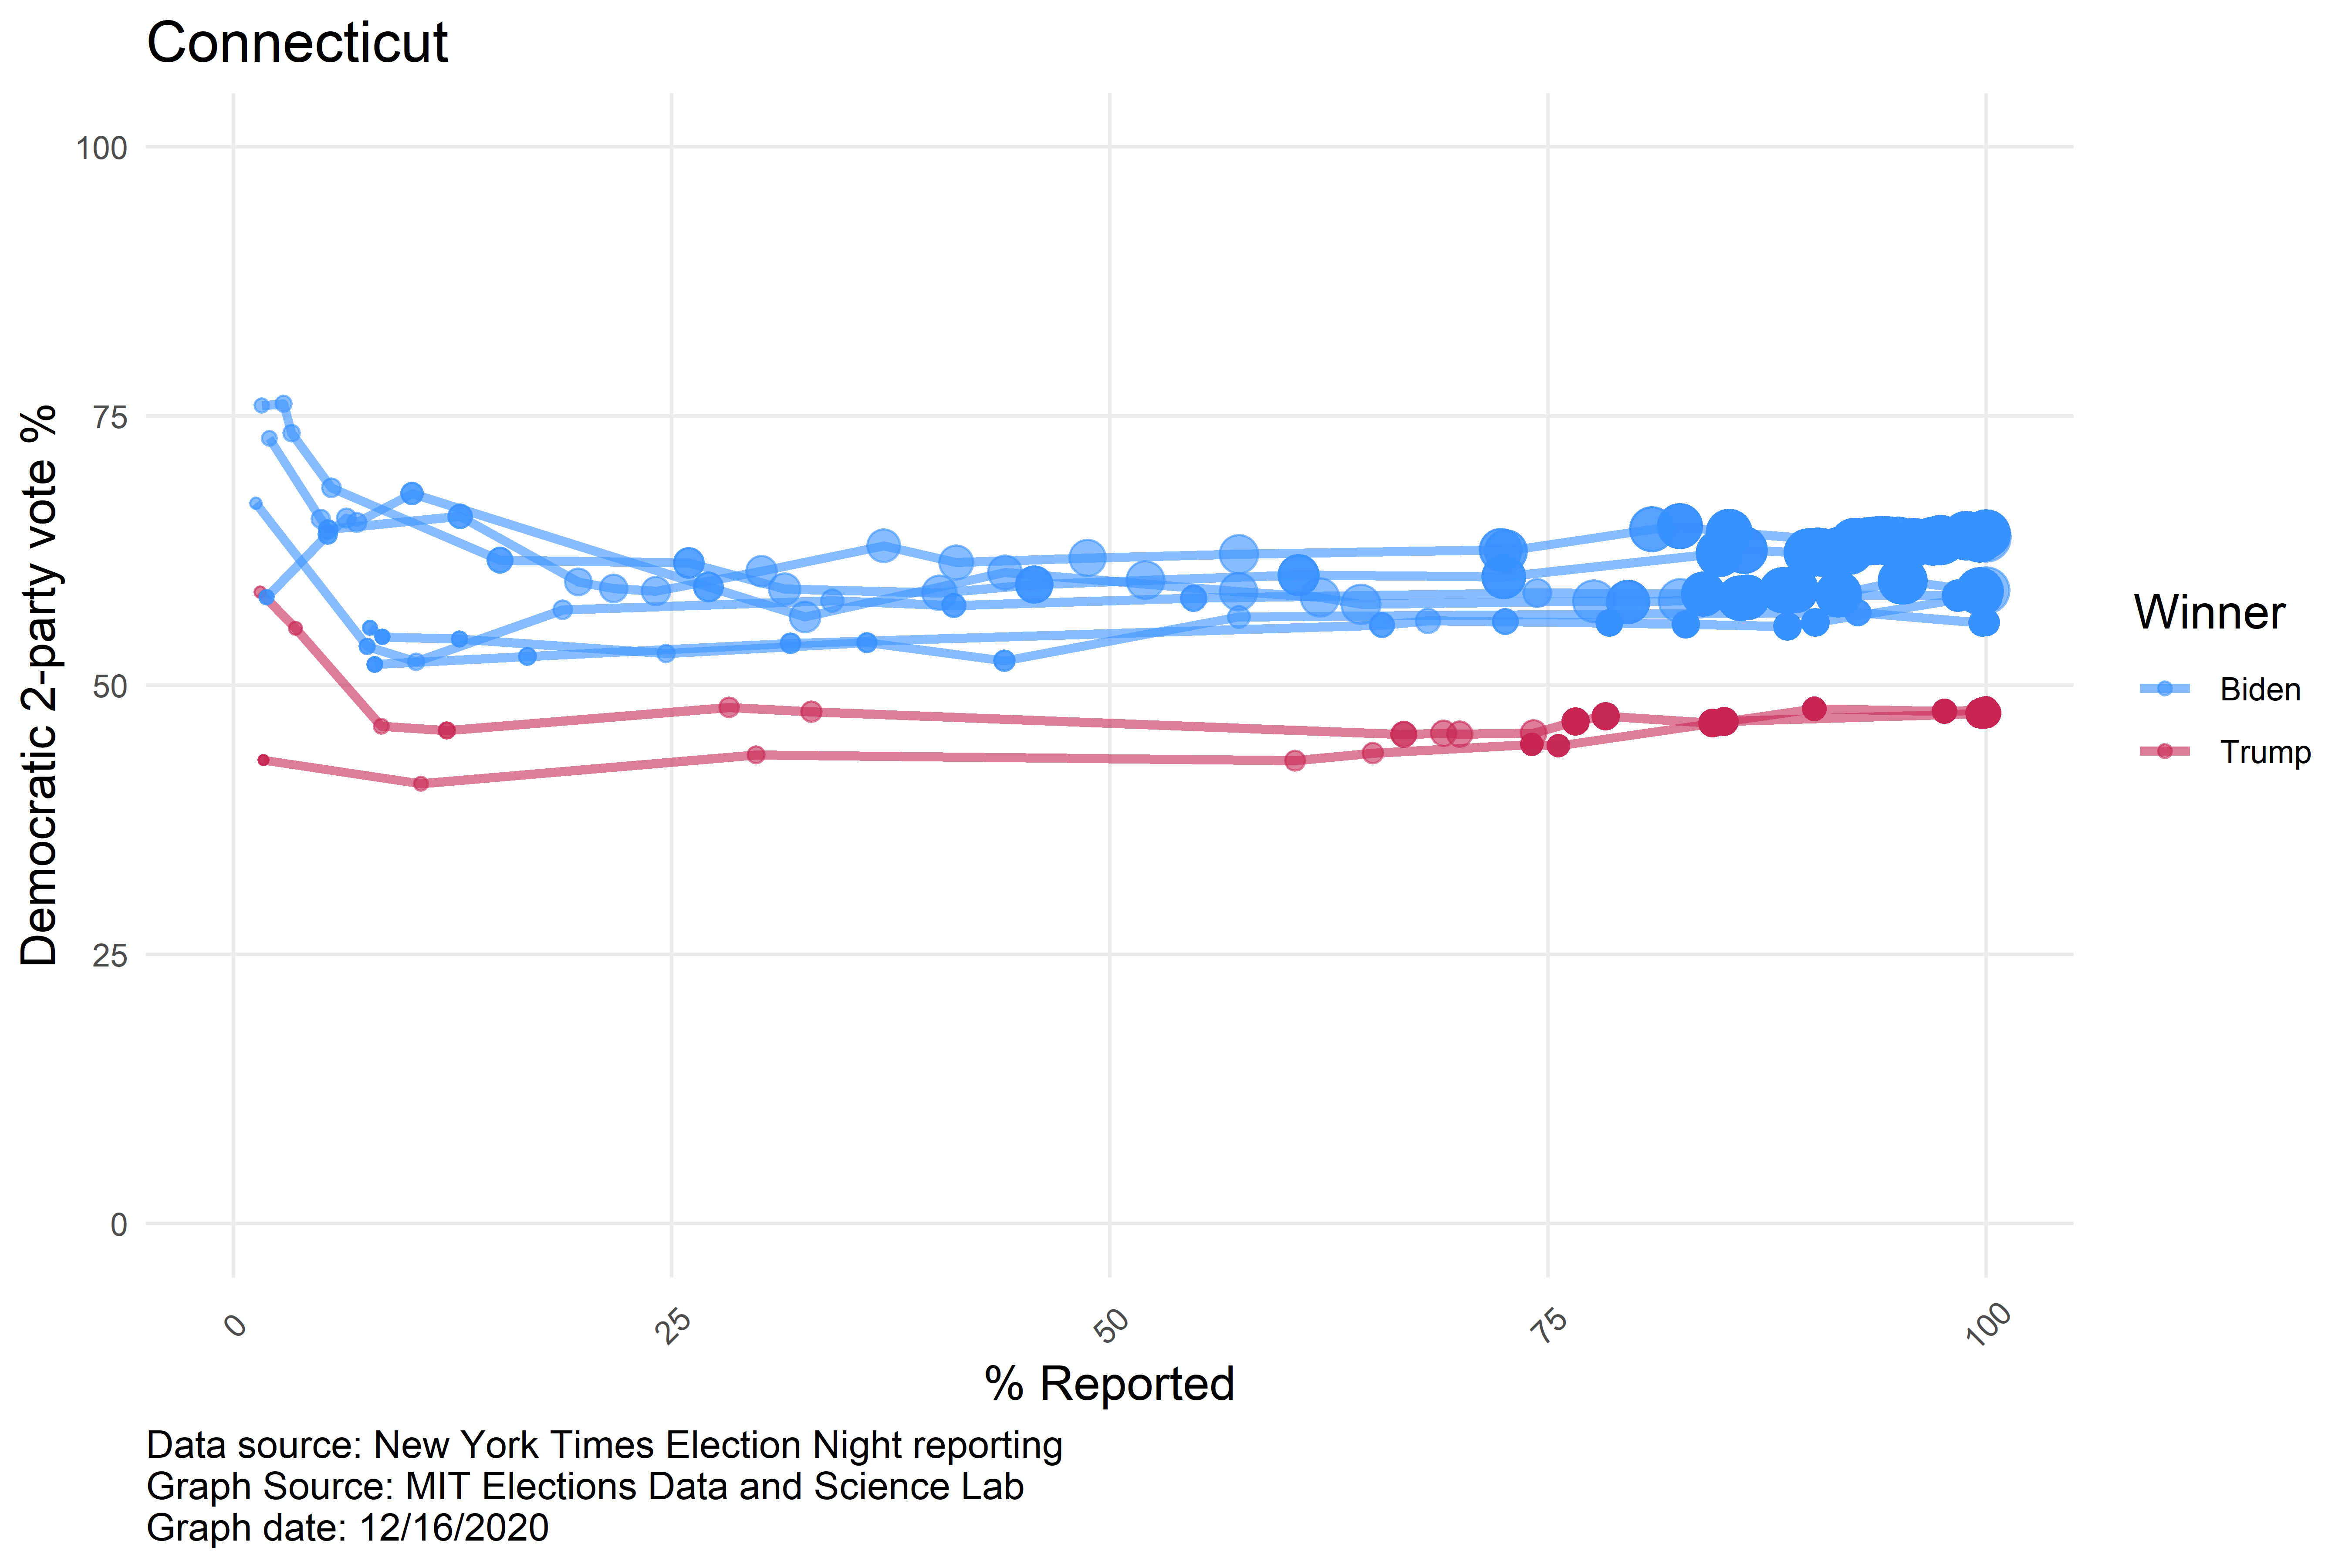 Connecticut
Democratic 2-party vote %
100
75
50
25
0
0
25
50
75
100
% Reported
Winner
Biden
Trump
Data source: New York Times Election Night reporting
Graph Source: MIT Elections Data and Science Lab
Graph date: 12/16/2020